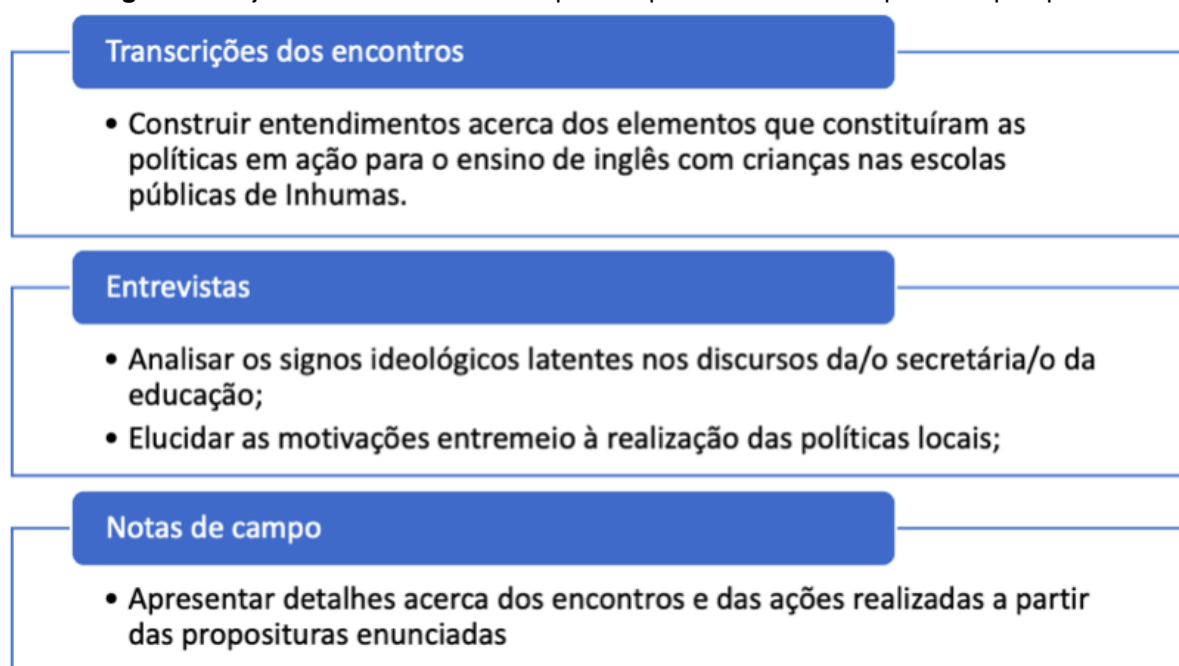 Transcrições dos encontros
• Construir entendimentos acerca dos elementos que constituíram as
políticas em ação para o ensino de inglês com crianças nas escolas
públicas de Inhumas.
Entrevistas
• Analisar os signos ideológicos latentes nos discursos da/o secretária/o da
educação;
• Elucidar as motivações entremeio à realização das políticas locais;
Notas de campo
• Apresentar detalhes acerca dos encontros e das ações realizadas a partir
das proposituras enunciadas